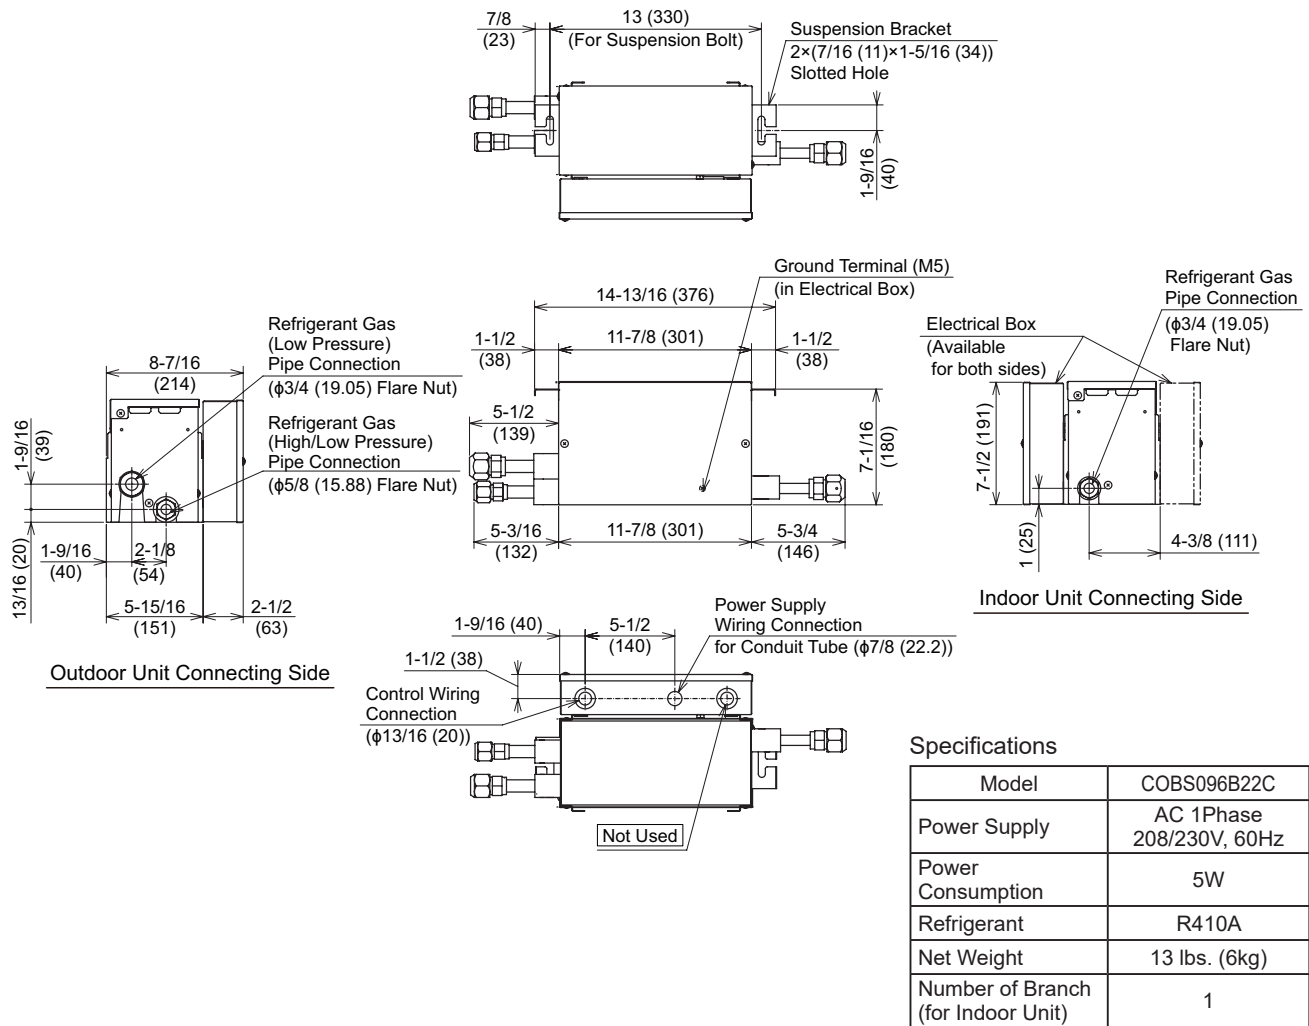 7/8
(23)
13 (330)
(For Suspension Bolt)
Suspension Bracket
2×(7/16 (11)×1-5/16 (34))
Slotted Hole
1-9/16
(40)
Ground Terminal (M5)
(in Electrical Box)
14-13/16 (376)
1-1/2
(38)
11-7/8 (301)
1-1/2
(38)
5-1/2
(139)
7-1/16
(180)
5-3/16
(132)
11-7/8 (301)
5-3/4
(146)
Refrigerant Gas
(Low Pressure)
Pipe Connection
(ϕ3/4 (19.05) Flare Nut)
Refrigerant Gas
(High/Low Pressure)
Pipe Connection
(ϕ5/8 (15.88) Flare Nut)
8-7/16
(214)
1-9/16
(39)
13/16 (20)
1-9/16
(40)
2-1/8
(54)
5-15/16
(151)
2-1/2
(63)
Outdoor Unit Connecting Side
Refrigerant Gas
Pipe Connection
(ϕ3/4 (19.05)
Flare Nut)
Electrical Box
(Available
for both sides)
7-1/2 (191)
1 (25)
4-3/8 (111)
Indoor Unit Connecting Side
1-9/16 (40)
5-1/2
(140)
Power Supply
Wiring Connection
for Conduit Tube (ϕ7/8 (22.2))
1-1/2 (38)
Control Wiring
Connection
(ϕ13/16 (20))
Not Used
Specifications
Model COBS096B22C
Power Supply AC 1Phase
208/230V, 60Hz
Power
Consumption 5W
Refrigerant R410A
Net Weight 13 lbs. (6kg)
Number of Branch
(for Indoor Unit) 1